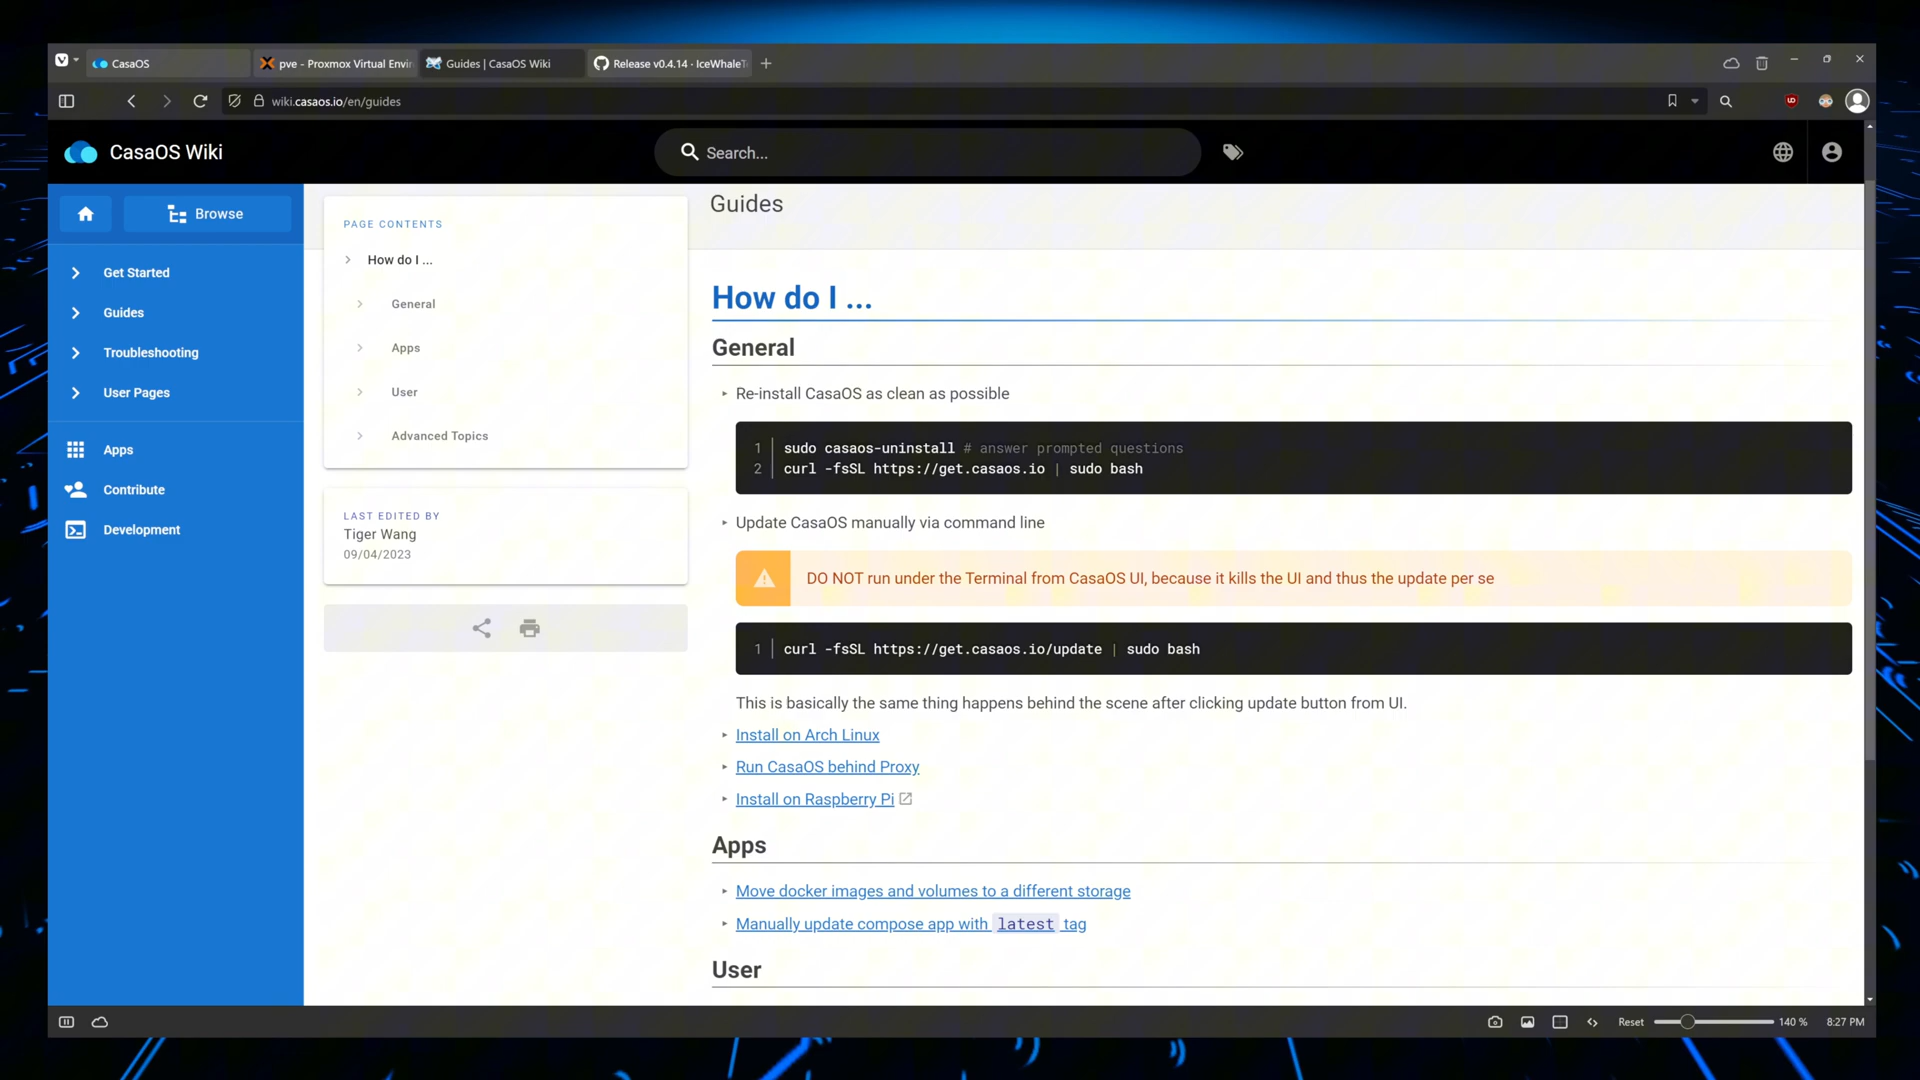 CasaOS
pve - Proxmox Virtual Envir
Guides | CasaOS Wiki
Release v0.4.14 · IceWhaleT
wiki.casaos.io/en/guides
CasaOS Wiki
Search...
Browse
Get Started
Guides
Troubleshooting
User Pages
Apps
Contribute
Development
PAGE CONTENTS
How do I ...
General
Apps
User
Advanced Topics
LAST EDITED BY
Tiger Wang
09/04/2023
Guides
How do I ...
General
Re-install CasaOS as clean as possible
1 sudo casaos-uninstall # answer prompted questions
2 curl -fsSL https://get.casaos.io | sudo bash
Update CasaOS manually via command line
DO NOT run under the Terminal from CasaOS UI, because it kills the UI and thus the update per se
1 curl -fsSL https://get.casaos.io/update | sudo bash
This is basically the same thing happens behind the scene after clicking update button from UI.
Install on Arch Linux
Run CasaOS behind Proxy
Install on Raspberry Pi
Apps
Move docker images and volumes to a different storage
Manually update compose app with latest tag
User
Reset
140 %
8:27 PM